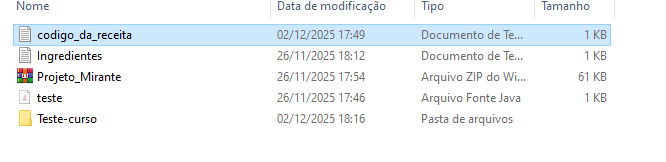 Nome Data de modificação Tipo Tamanho
codigo_da_receita 02/12/2025 17:49 Documento de Te... 1 KB
Ingredientes 26/11/2025 18:12 Documento de Te... 1 KB
Projeto_Mirante 26/11/2025 17:54 Arquivo ZIP do Wi... 61 KB
teste 26/11/2025 17:46 Arquivo Fonte Java 1 KB
Teste-curso 02/12/2025 18:16 Pasta de arquivos